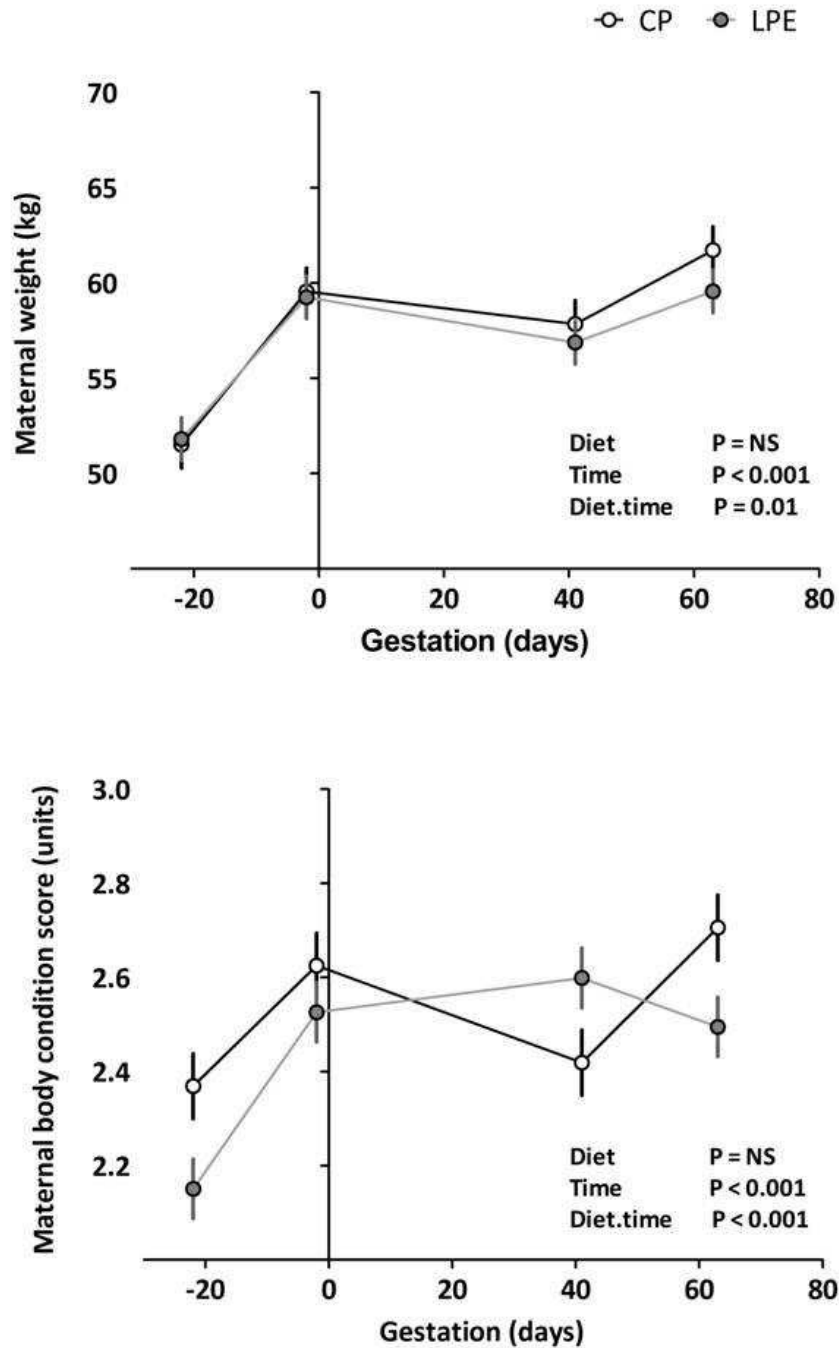 CP LPE
Maternal weight (kg)
70
65
60
55
50
Diet P = NS
Time P < 0.001
Diet.time P = 0.01
-20 0 20 40 60 80
Gestation (days)
Maternal body condition score (units)
3.0
2.8
2.6
2.4
2.2
Diet P = NS
Time P < 0.001
Diet.time P < 0.001
-20 0 20 40 60 80
Gestation (days)